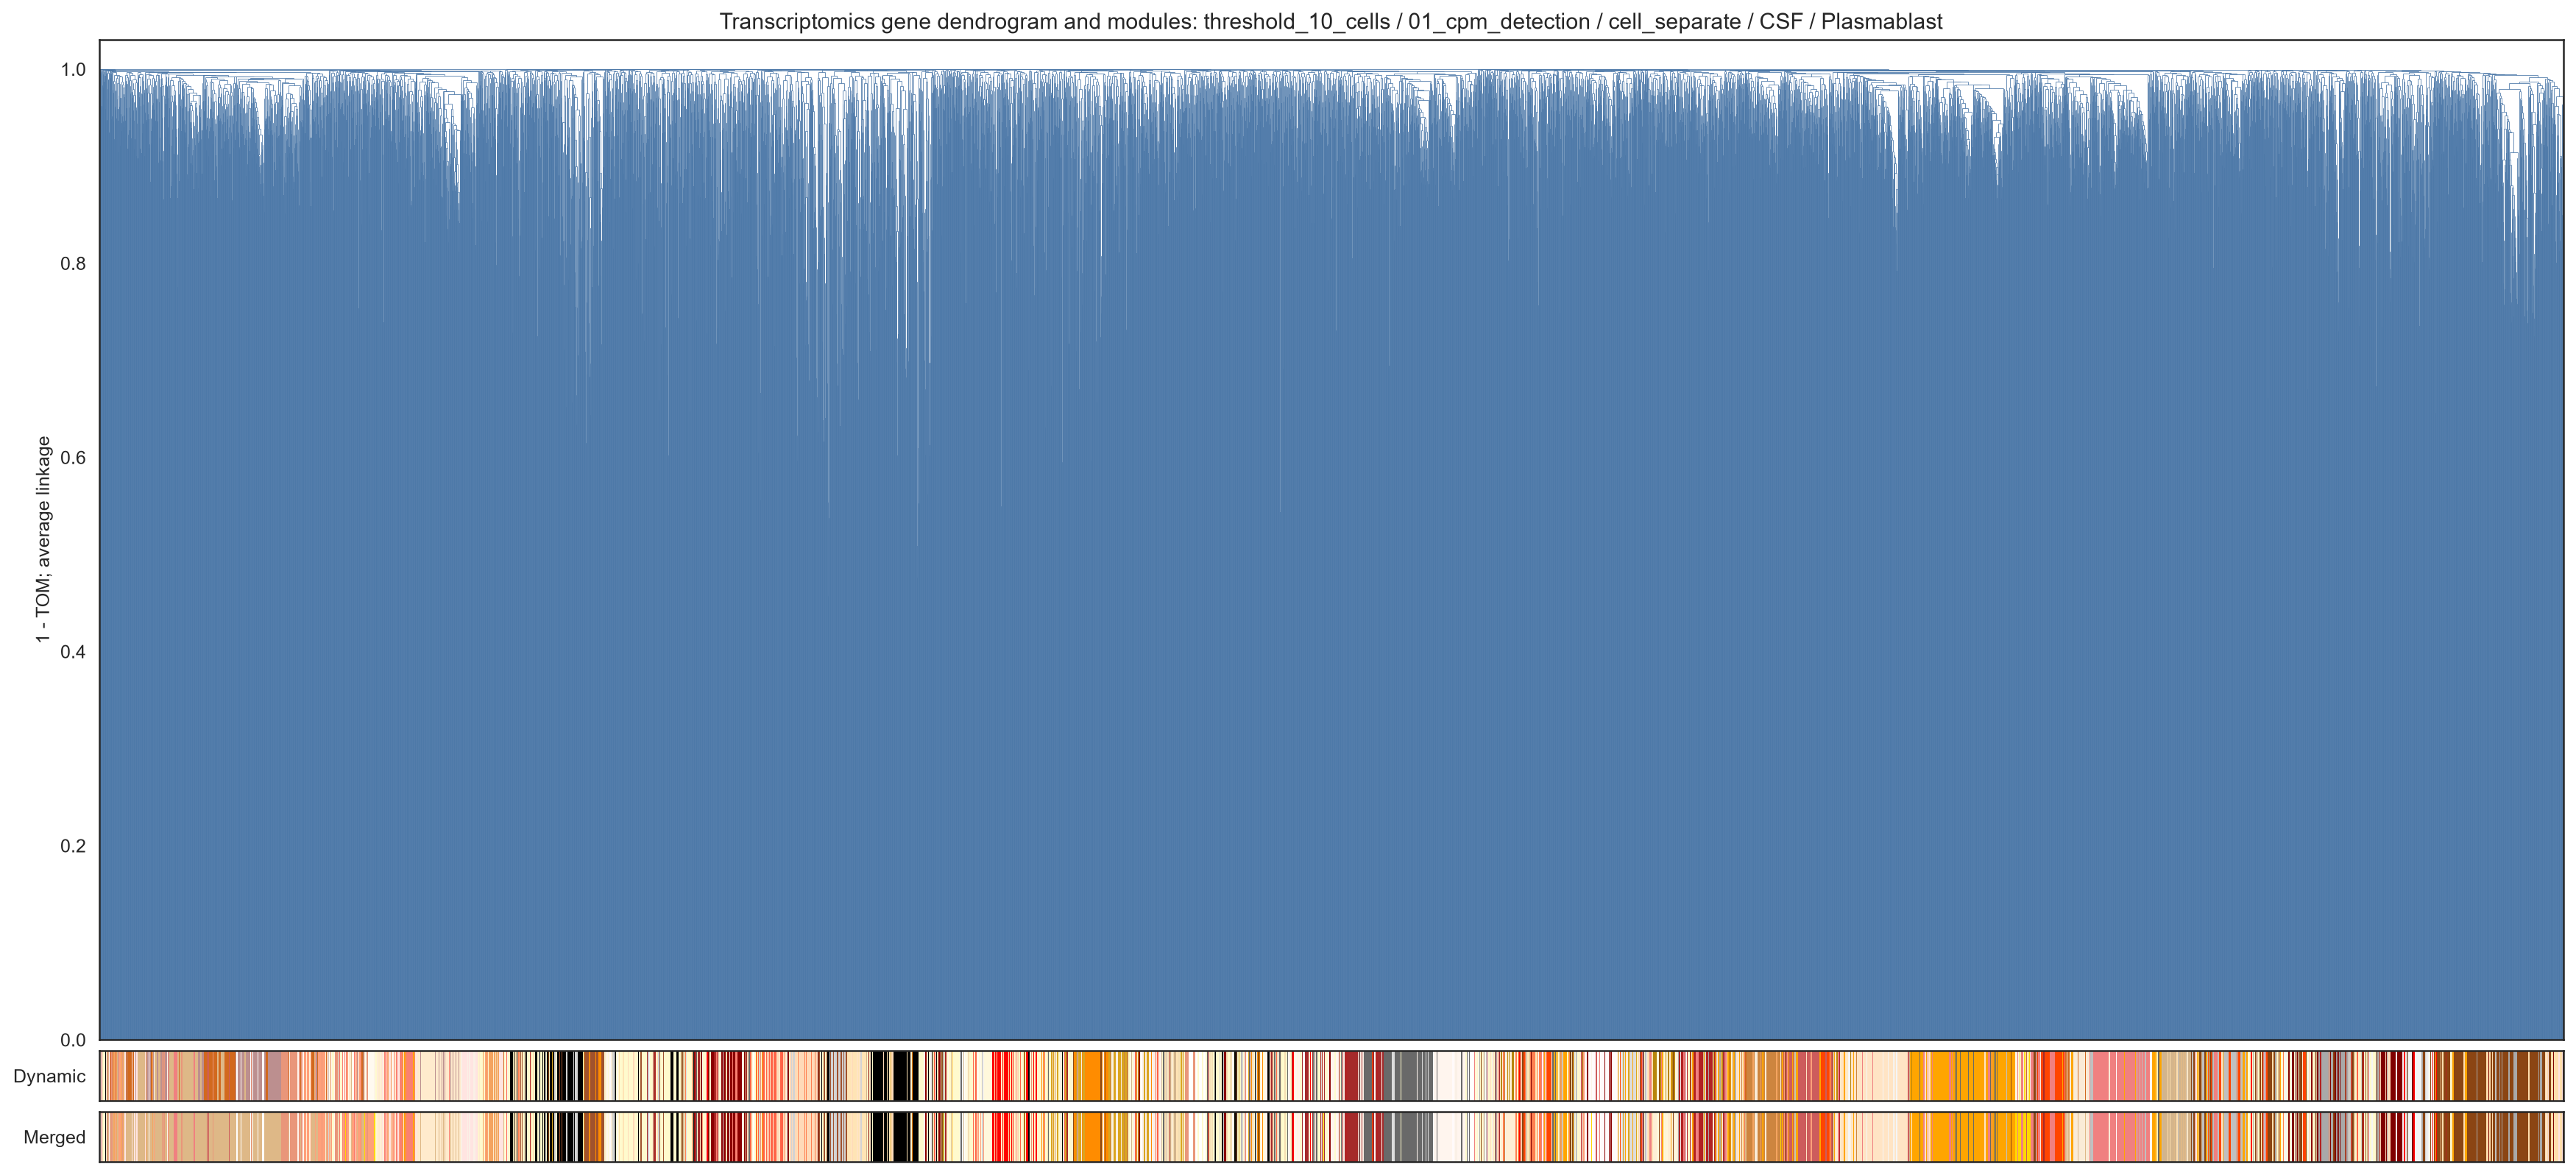 Transcriptomics gene dendrogram and modules: threshold_10_cells / 01_cpm_detection / cell_separate / CSF / Plasmablast
1.0
0.8
0.6
0.4
0.2
0.0
1 - TOM; average linkage
Dynamic
Merged